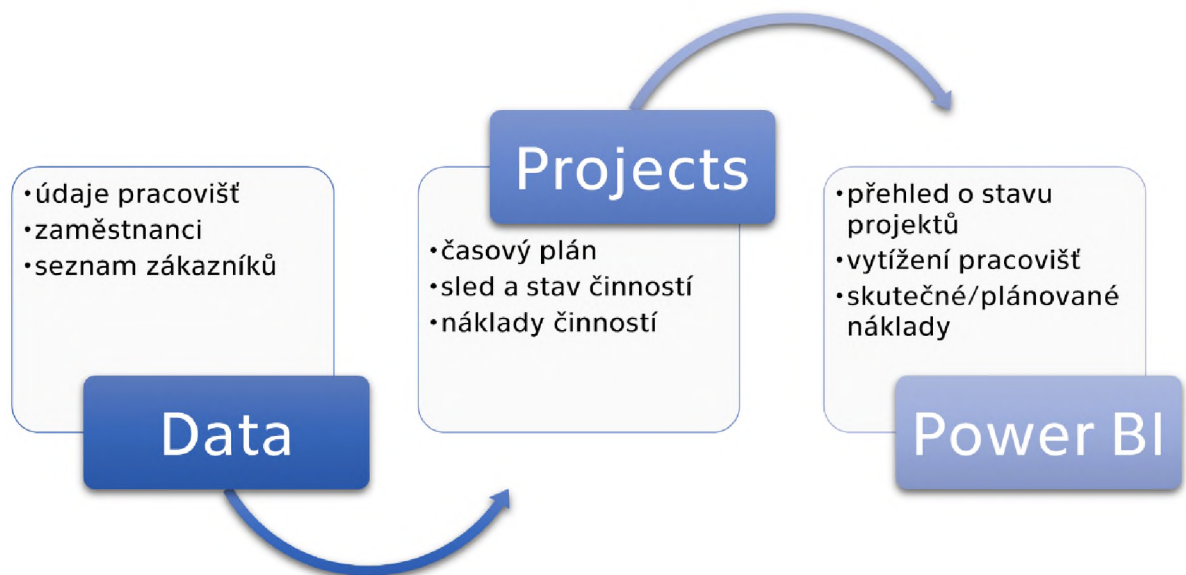 •údaje pracovišť
•zaměstnanci
•seznam zákazníků
Data
Projects
•časový plán
•sled a stav činností
•náklady činností
•přehled o stavu
projektů
•vytížení pracovišť
•skutečné/plánované
náklady
Power BI